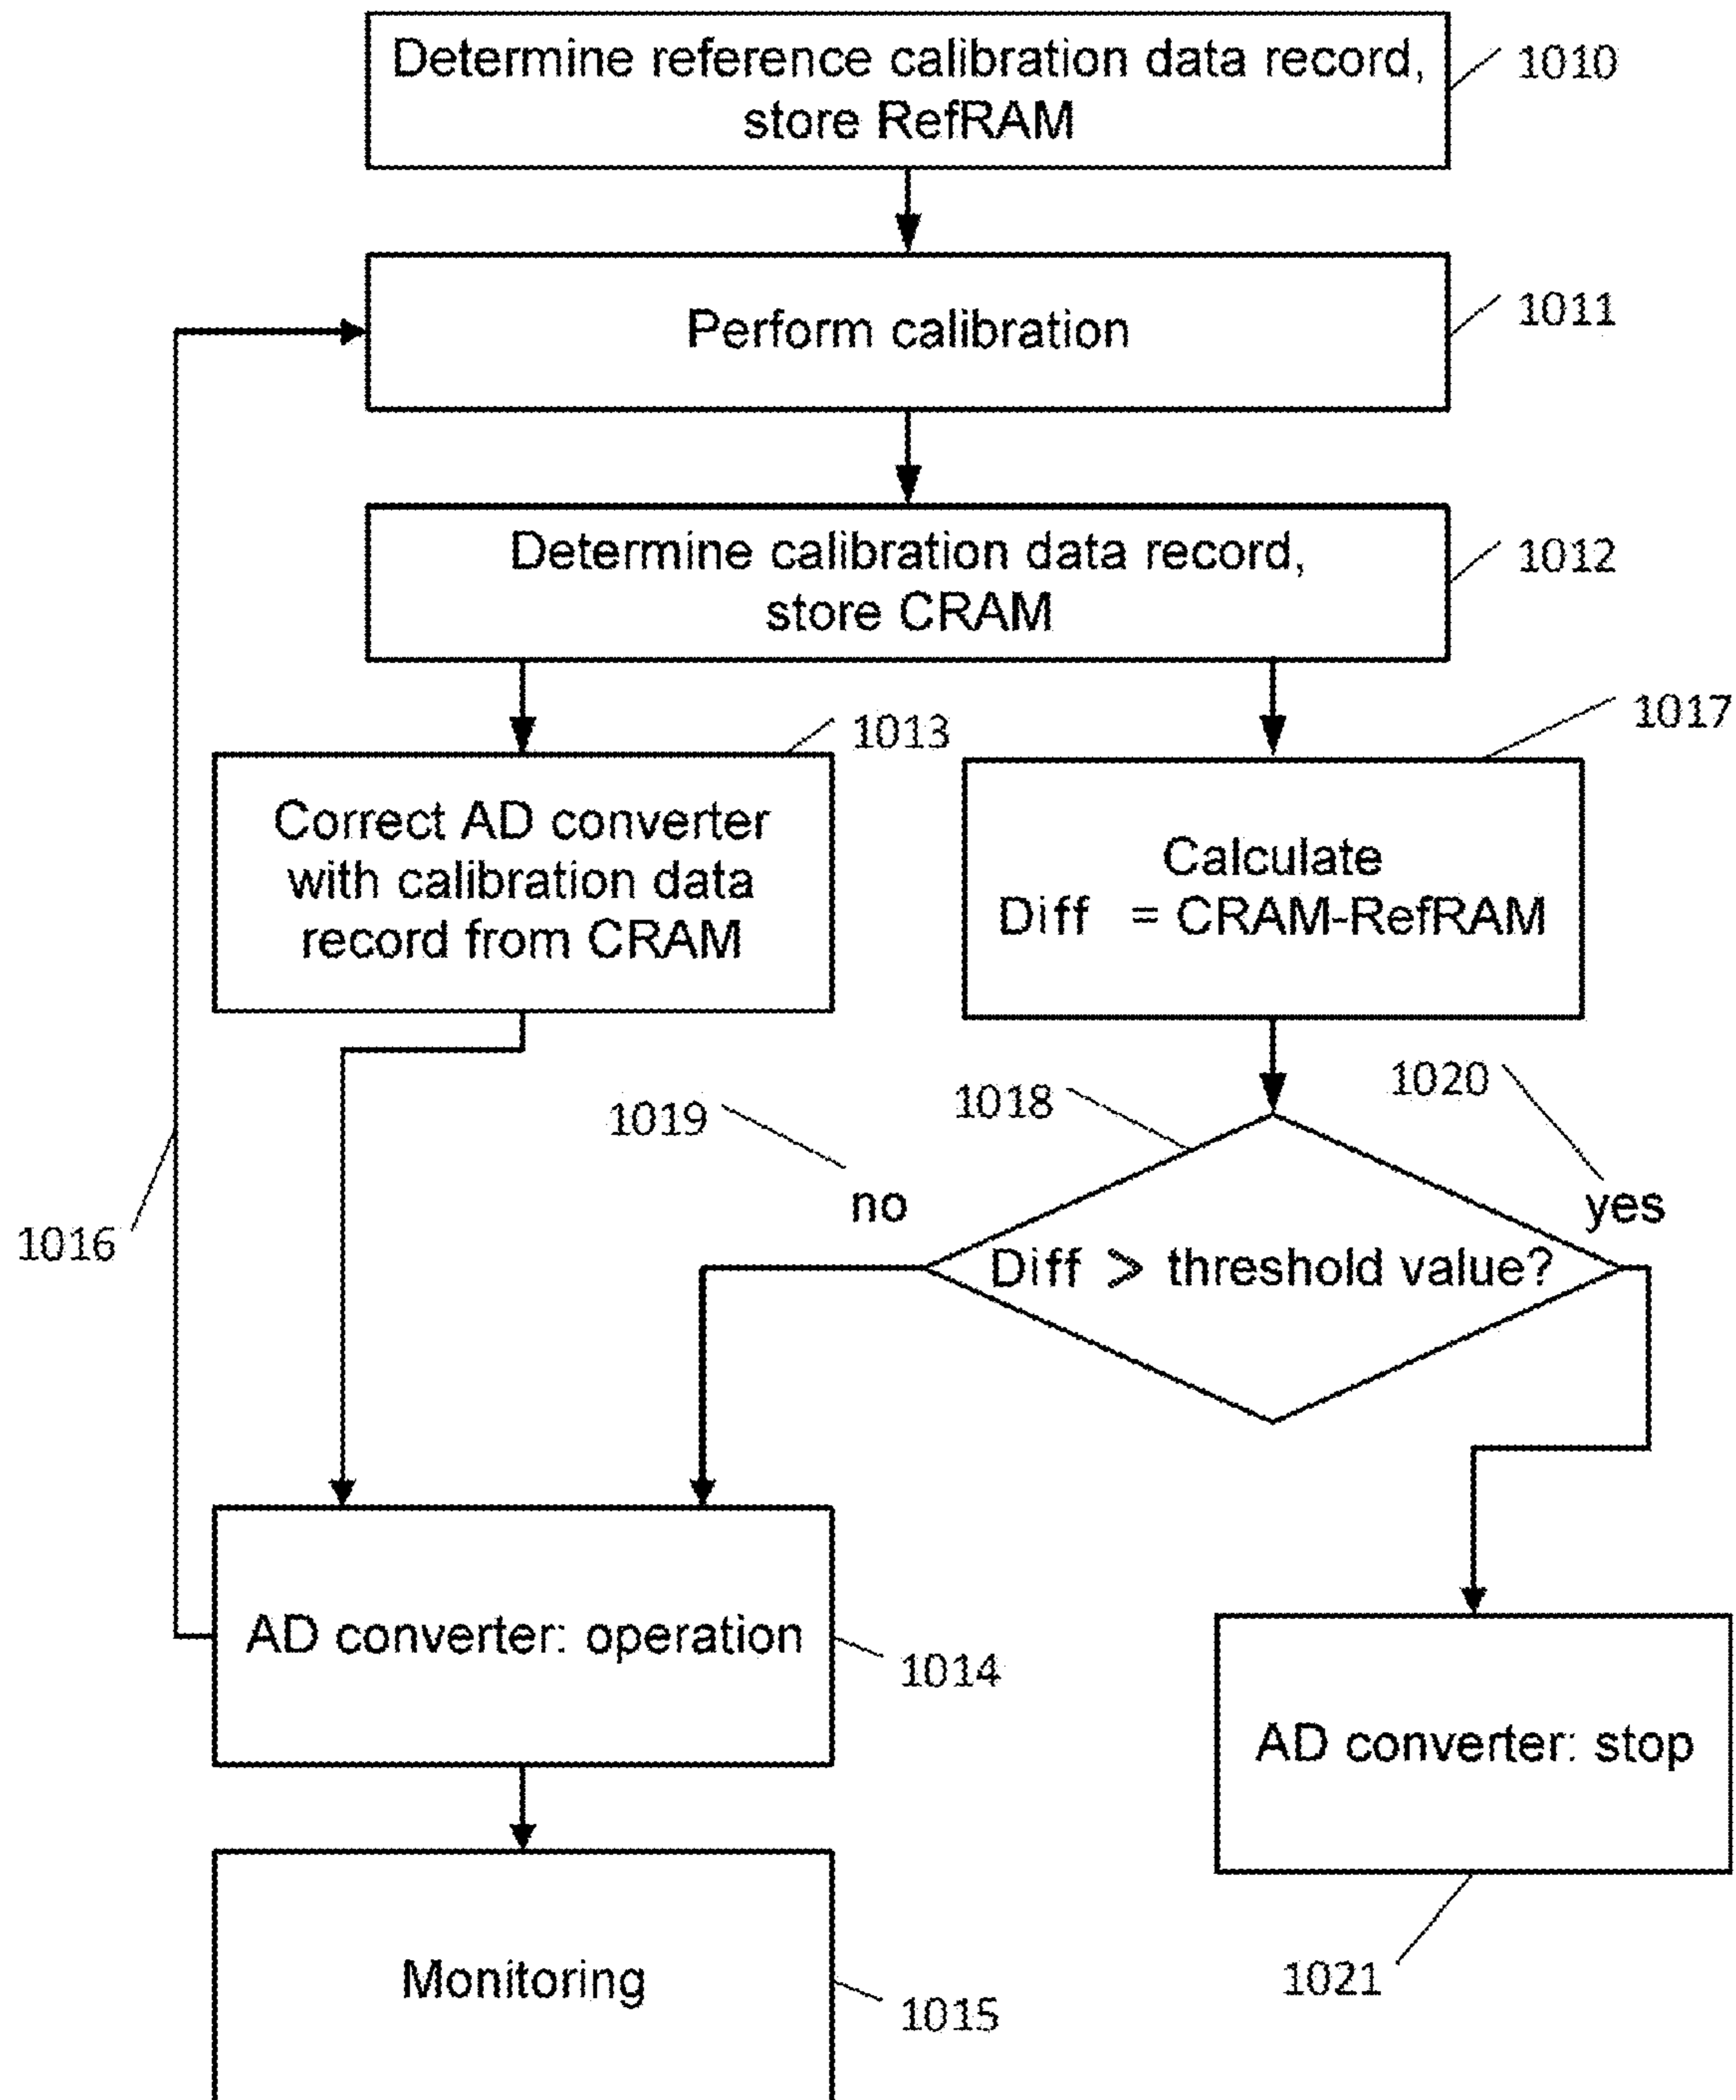 Determine reference calibration data record,
store RefRAM
1010
Perform calibration
1011
Determine calibration data record,
store CRAM
1012
1013
Correct AD converter
with calibration data
record from CRAM
1017
Calculate
Diff = CRAM-RefRAM
1016
1019
no
1018
1020
yes
Diff > threshold value?
AD converter: operation
1014
AD converter: stop
1021
Monitoring
1015